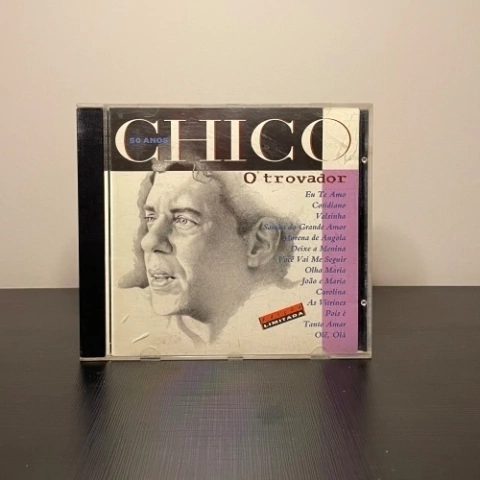 CHICO
50 ANOS
O trovador
Eu Te Amo
Cotidiano
Valsinha
Samba do Grande Amor
Morena de Angola
Deixe a Menina
Você Vai Me Seguir
Olha Maria
João e Maria
Carolina
As Vitrines
Pois é
Tanto Amar
Olê, Olá
LIMITADA